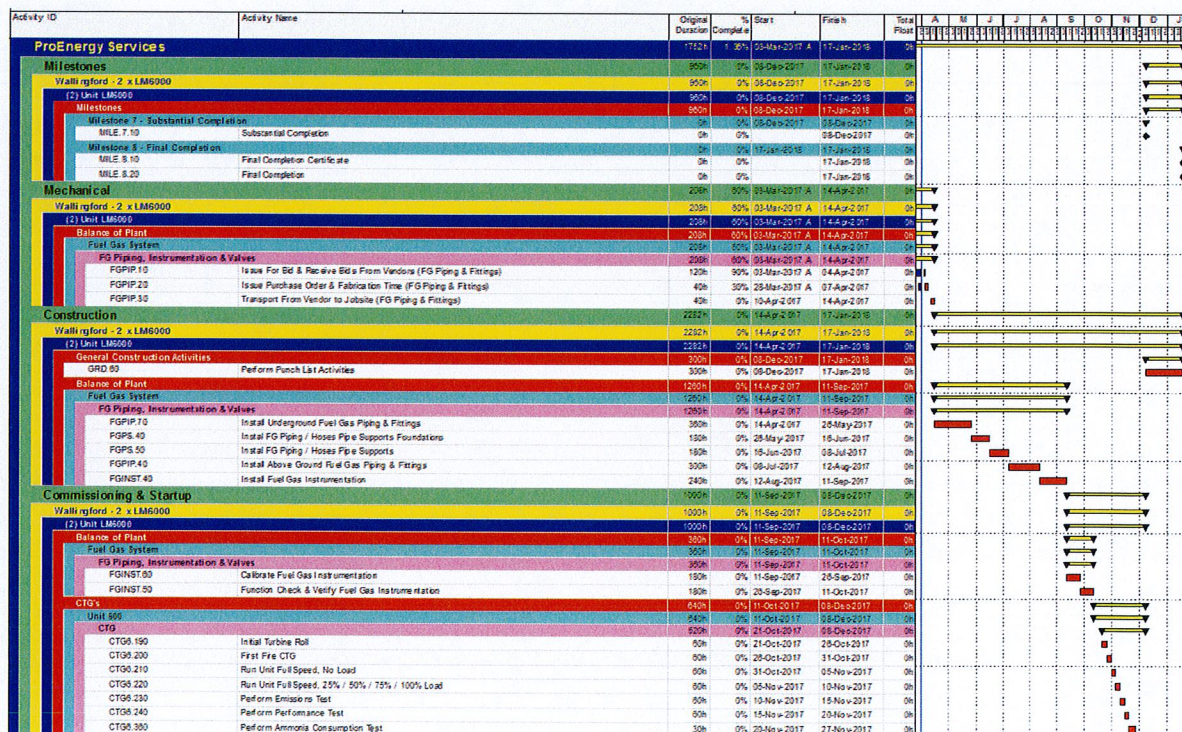 Activity ID Activity Name Original Duration % Complete Start Finish Total Float A M J J A S O N D J
ProEnergy Services 1752h 1.36% 03-Mar-2017 A 17-Jan-2018 0h
Milestones 960h 0% 08-Dec-2017 17-Jan-2018 0h
Wallingford - 2 x LM6000 960h 0% 08-Dec-2017 17-Jan-2018 0h
(2) Unit LM6000 960h 0% 08-Dec-2017 17-Jan-2018 0h
Milestones 960h 0% 08-Dec-2017 17-Jan-2018 0h
Milestone 7 - Substantial Completion 0h 0% 08-Dec-2017 08-Dec-2017 0h
MILE.7.10 Substantial Completion 0h 0% 08-Dec-2017 0h
Milestone 8 - Final Completion 0h 0% 17-Jan-2018 17-Jan-2018 0h
MILE.8.10 Final Completion Certificate 0h 0% 17-Jan-2018 0h
MILE.8.20 Final Completion 0h 0% 17-Jan-2018 0h
Mechanical 208h 60% 03-Mar-2017 A 14-Apr-2017 0h
Wallingford - 2 x LM6000 208h 60% 03-Mar-2017 A 14-Apr-2017 0h
(2) Unit LM6000 208h 60% 03-Mar-2017 A 14-Apr-2017 0h
Balance of Plant 208h 60% 03-Mar-2017 A 14-Apr-2017 0h
Fuel Gas System 208h 60% 03-Mar-2017 A 14-Apr-2017 0h
FG Piping, Instrumentation & Valves 208h 60% 03-Mar-2017 A 14-Apr-2017 0h
FGPIP.10 Issue For Bid & Receive Bids From Vendors (FG Piping & Fittings) 120h 90% 03-Mar-2017 A 04-Apr-2017 0h
FGPIP.20 Issue Purchase Order & Fabrication Time (FG Piping & Fittings) 40h 30% 28-Mar-2017 A 07-Apr-2017 0h
FGPIP.30 Transport From Vendor to Jobsite (FG Piping & Fittings) 40h 0% 10-Apr-2017 14-Apr-2017 0h
Construction 2282h 0% 14-Apr-2017 17-Jan-2018 0h
Wallingford - 2 x LM6000 2282h 0% 14-Apr-2017 17-Jan-2018 0h
(2) Unit LM6000 2282h 0% 14-Apr-2017 17-Jan-2018 0h
General Construction Activities 300h 0% 08-Dec-2017 17-Jan-2018 0h
GRD.60 Perform Punch List Activities 300h 0% 08-Dec-2017 17-Jan-2018 0h
Balance of Plant 1260h 0% 14-Apr-2017 11-Sep-2017 0h
Fuel Gas System 1260h 0% 14-Apr-2017 11-Sep-2017 0h
FG Piping, Instrumentation & Valves 1260h 0% 14-Apr-2017 11-Sep-2017 0h
FGPIP.70 Install Underground Fuel Gas Piping & Fittings 360h 0% 14-Apr-2017 26-May-2017 0h
FGPS.40 Instal FG Piping / Hoses Pipe Supports Foundations 180h 0% 26-May-2017 16-Jun-2017 0h
FGPS.50 Instal FG Piping / Hoses Pipe Supports 180h 0% 16-Jun-2017 08-Jul-2017 0h
FGPIP.40 Install Above Ground Fuel Gas Piping & Fittings 300h 0% 08-Jul-2017 12-Aug-2017 0h
FGINST.40 Install Fuel Gas Instrumentation 240h 0% 12-Aug-2017 11-Sep-2017 0h
Commissioning & Startup 1000h 0% 11-Sep-2017 08-Dec-2017 0h
Wallingford - 2 x LM6000 1000h 0% 11-Sep-2017 08-Dec-2017 0h
(2) Unit LM6000 1000h 0% 11-Sep-2017 08-Dec-2017 0h
Balance of Plant 360h 0% 11-Sep-2017 11-Oct-2017 0h
Fuel Gas System 360h 0% 11-Sep-2017 11-Oct-2017 0h
FG Piping, Instrumentation & Valves 360h 0% 11-Sep-2017 11-Oct-2017 0h
FGINST.60 Calibrate Fuel Gas Instrumentation 180h 0% 11-Sep-2017 26-Sep-2017 0h
FGINST.50 Function Check & Verify Fuel Gas Instrumentation 180h 0% 26-Sep-2017 11-Oct-2017 0h
CTG's 640h 0% 11-Oct-2017 08-Dec-2017 0h
Unit 600 640h 0% 11-Oct-2017 08-Dec-2017 0h
CTG 520h 0% 21-Oct-2017 08-Dec-2017 0h
CTG6.190 Initial Turbine Roll 60h 0% 21-Oct-2017 26-Oct-2017 0h
CTG6.200 First Fire CTG 60h 0% 26-Oct-2017 31-Oct-2017 0h
CTG6.210 Run Unit Full Speed, No Load 60h 0% 31-Oct-2017 05-Nov-2017 0h
CTG6.220 Run Unit Full Speed, 25% / 50% / 75% / 100% Load 60h 0% 05-Nov-2017 10-Nov-2017 0h
CTG6.230 Perform Emissions Test 60h 0% 10-Nov-2017 15-Nov-2017 0h
CTG6.240 Perform Performance Test 60h 0% 15-Nov-2017 20-Nov-2017 0h
CTG6.360 Perform Ammonia Consumption Test 30h 0% 20-Nov-2017 27-Nov-2017 0h